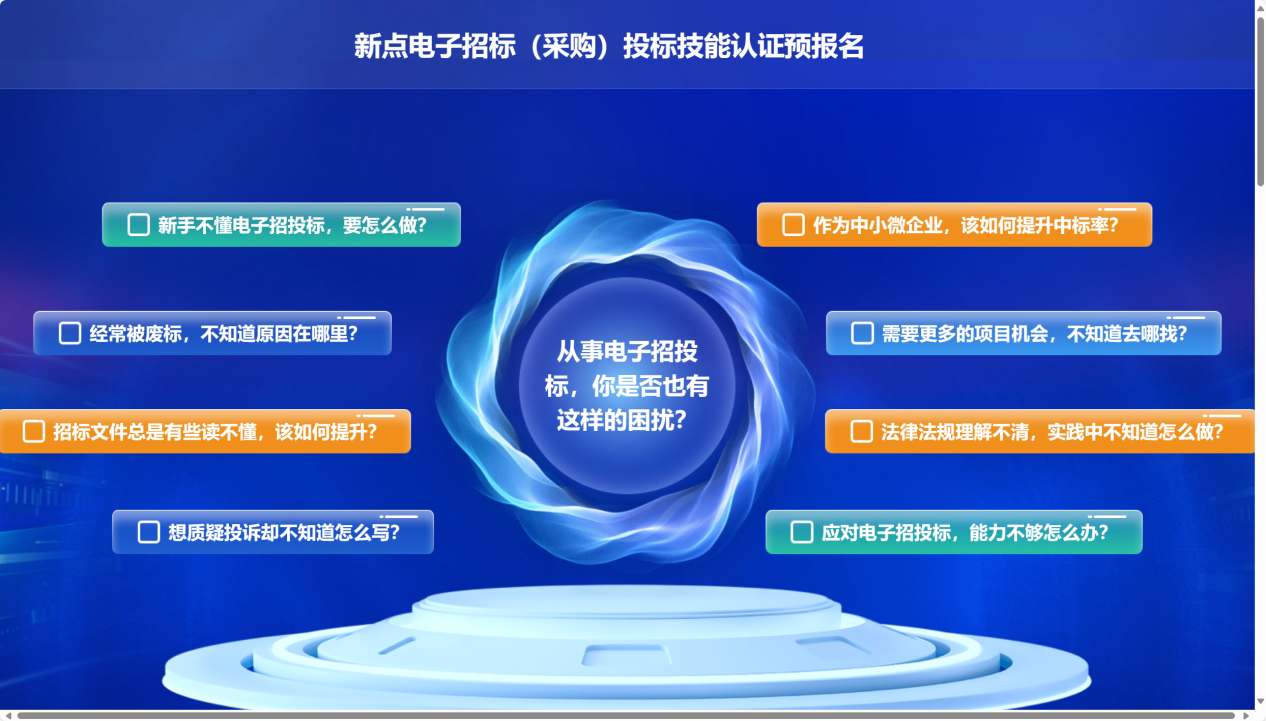 新点电子招标（采购）投标技能认证预报名
新手不懂电子招投标，要怎么做?
作为中小微企业，该如何提升中标率?
经常被废标，不知道原因在哪里?
需要更多的项目机会，不知道去哪找?
从事电子招投
标，你是否也有
这样的困扰?
招标文件总是有些读不懂，该如何提升?
法律法规理解不清，实践中不知道怎么做?
想质疑投诉却不知道怎么写?
应对电子招投标，能力不够怎么办?